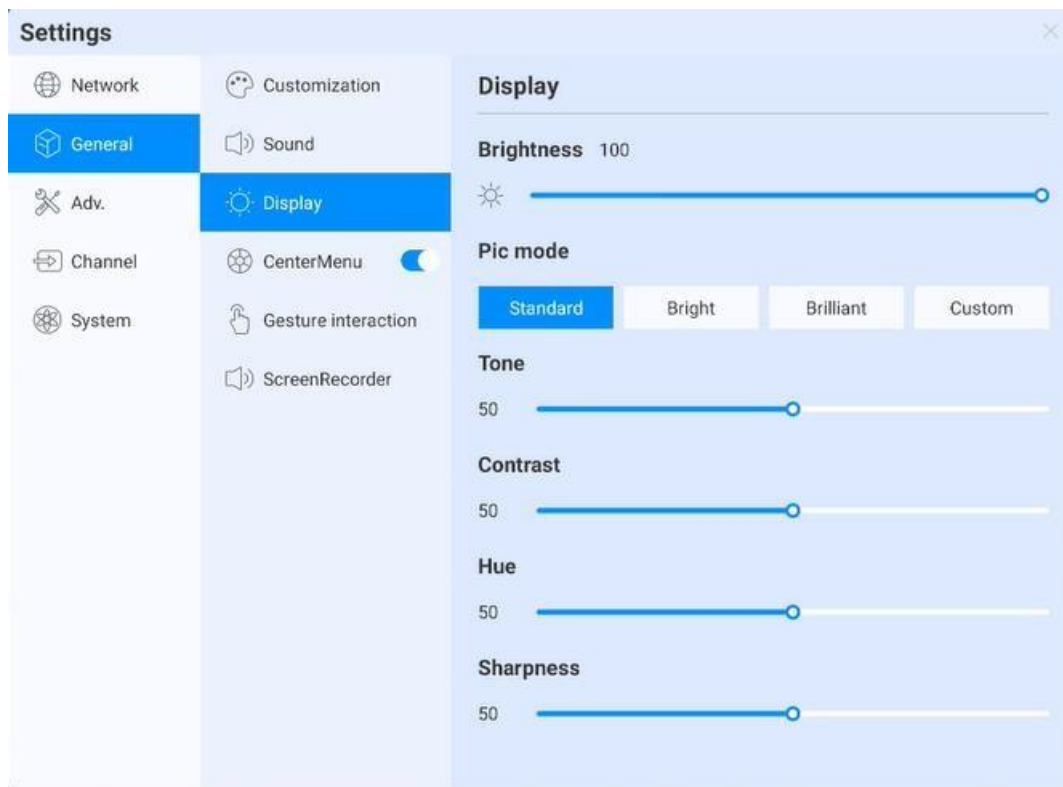 Settings
Network
General
Adv.
Channel
System
Customization
Sound
Display
CenterMenu
Gesture interaction
ScreenRecorder
Display
Brightness 100
Pic mode
Standard Bright Brilliant Custom
Tone
50
Contrast
50
Hue
50
Sharpness
50